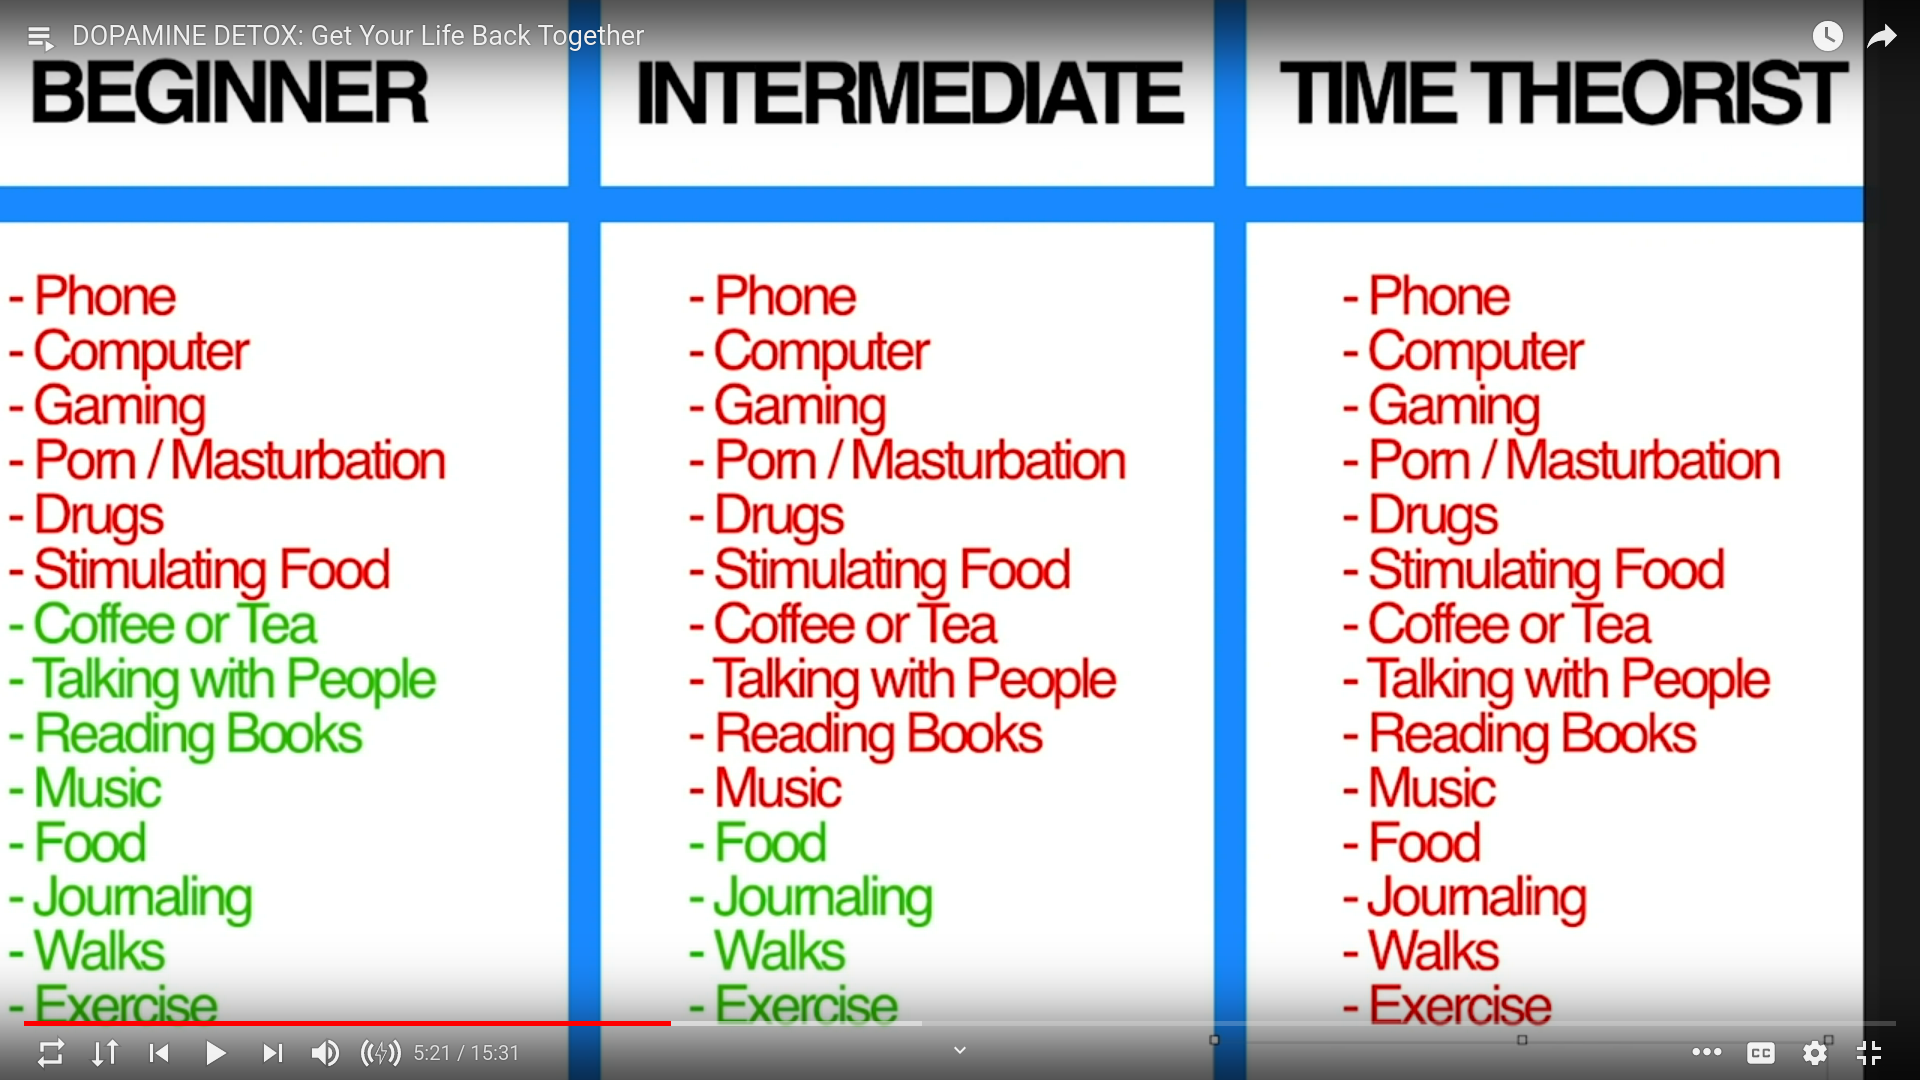 DOPAMINE DETOX: Get Your Life Back Together
BEGINNER
INTERMEDIATE
TIME THEORIST
- Phone
- Computer
- Gaming
- Porn / Masturbation
- Drugs
- Stimulating Food
- Coffee or Tea
- Talking with People
- Reading Books
- Music
- Food
- Journaling
- Walks
- Exercise
- Phone
- Computer
- Gaming
- Porn / Masturbation
- Drugs
- Stimulating Food
- Coffee or Tea
- Talking with People
- Reading Books
- Music
- Food
- Journaling
- Walks
- Exercise
- Phone
- Computer
- Gaming
- Porn / Masturbation
- Drugs
- Stimulating Food
- Coffee or Tea
- Talking with People
- Reading Books
- Music
- Food
- Journaling
- Walks
- Exercise
5:21 / 15:31
CC